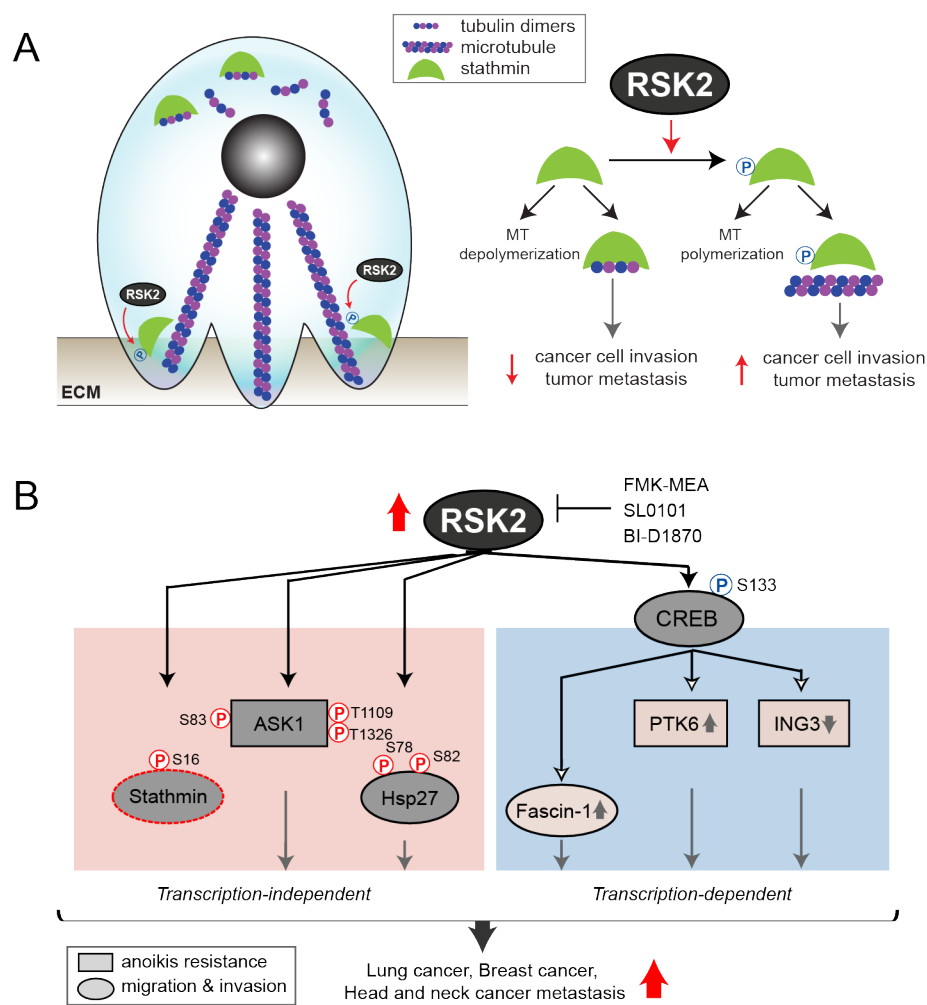 A
tubulin dimers
microtubule
stathmin
RSK2
P
MT
depolymerization
MT
polymerization
P
RSK2
P
RSK2
P
ECM
cancer cell invasion
tumor metastasis
cancer cell invasion
tumor metastasis
B
RSK2
FMK-MEA
SL0101
BI-D1870
P S133
CREB
S83 P
ASK1
P T1109
P T1326
PTK6
ING3
P S16
Stathmin
S78
P
P S82
Hsp27
Fascin-1
Transcription-independent
Transcription-dependent
anoikis resistance
migration & invasion
Lung cancer, Breast cancer,
Head and neck cancer metastasis